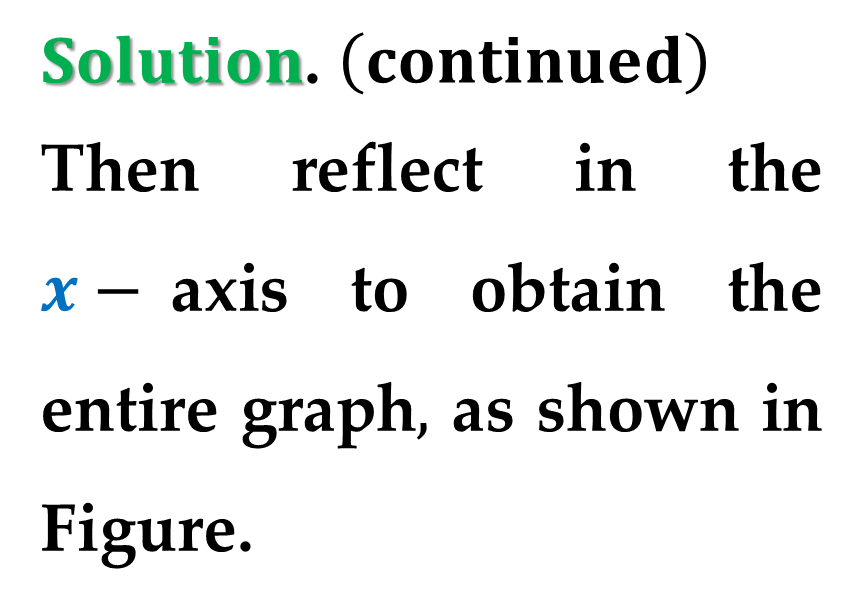 Solution. (continued)
Then reflect in the
x – axis to obtain the
entire graph, as shown in
Figure.